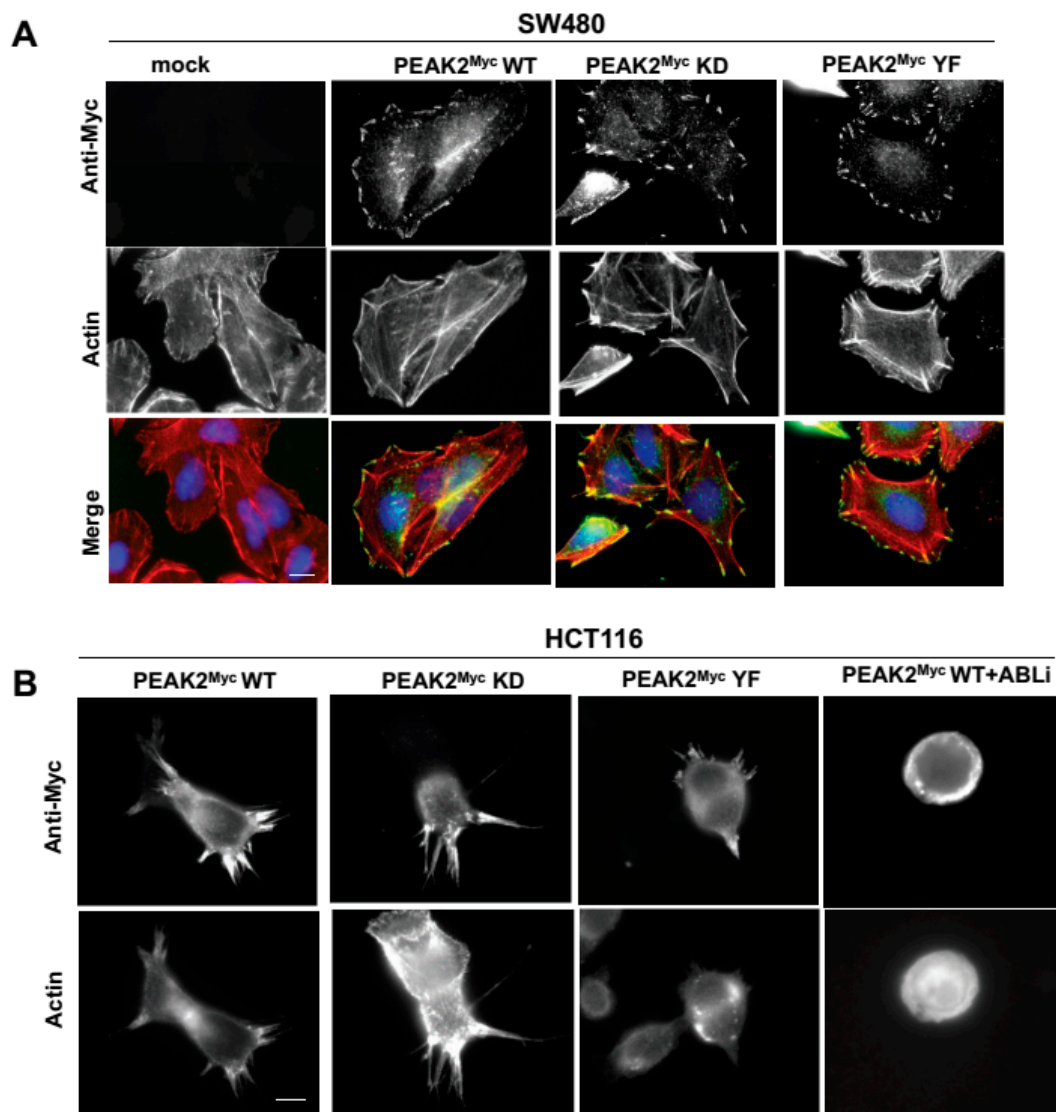 A
SW480
mock PEAK2ᴹʸᶜ WT PEAK2ᴹʸᶜ KD PEAK2ᴹʸᶜ YF
Anti-Myc
Actin
Merge
HCT116
B
PEAK2ᴹʸᶜ WT PEAK2ᴹʸᶜ KD PEAK2ᴹʸᶜ YF PEAK2ᴹʸᶜ WT+ABLi
Anti-Myc
Actin